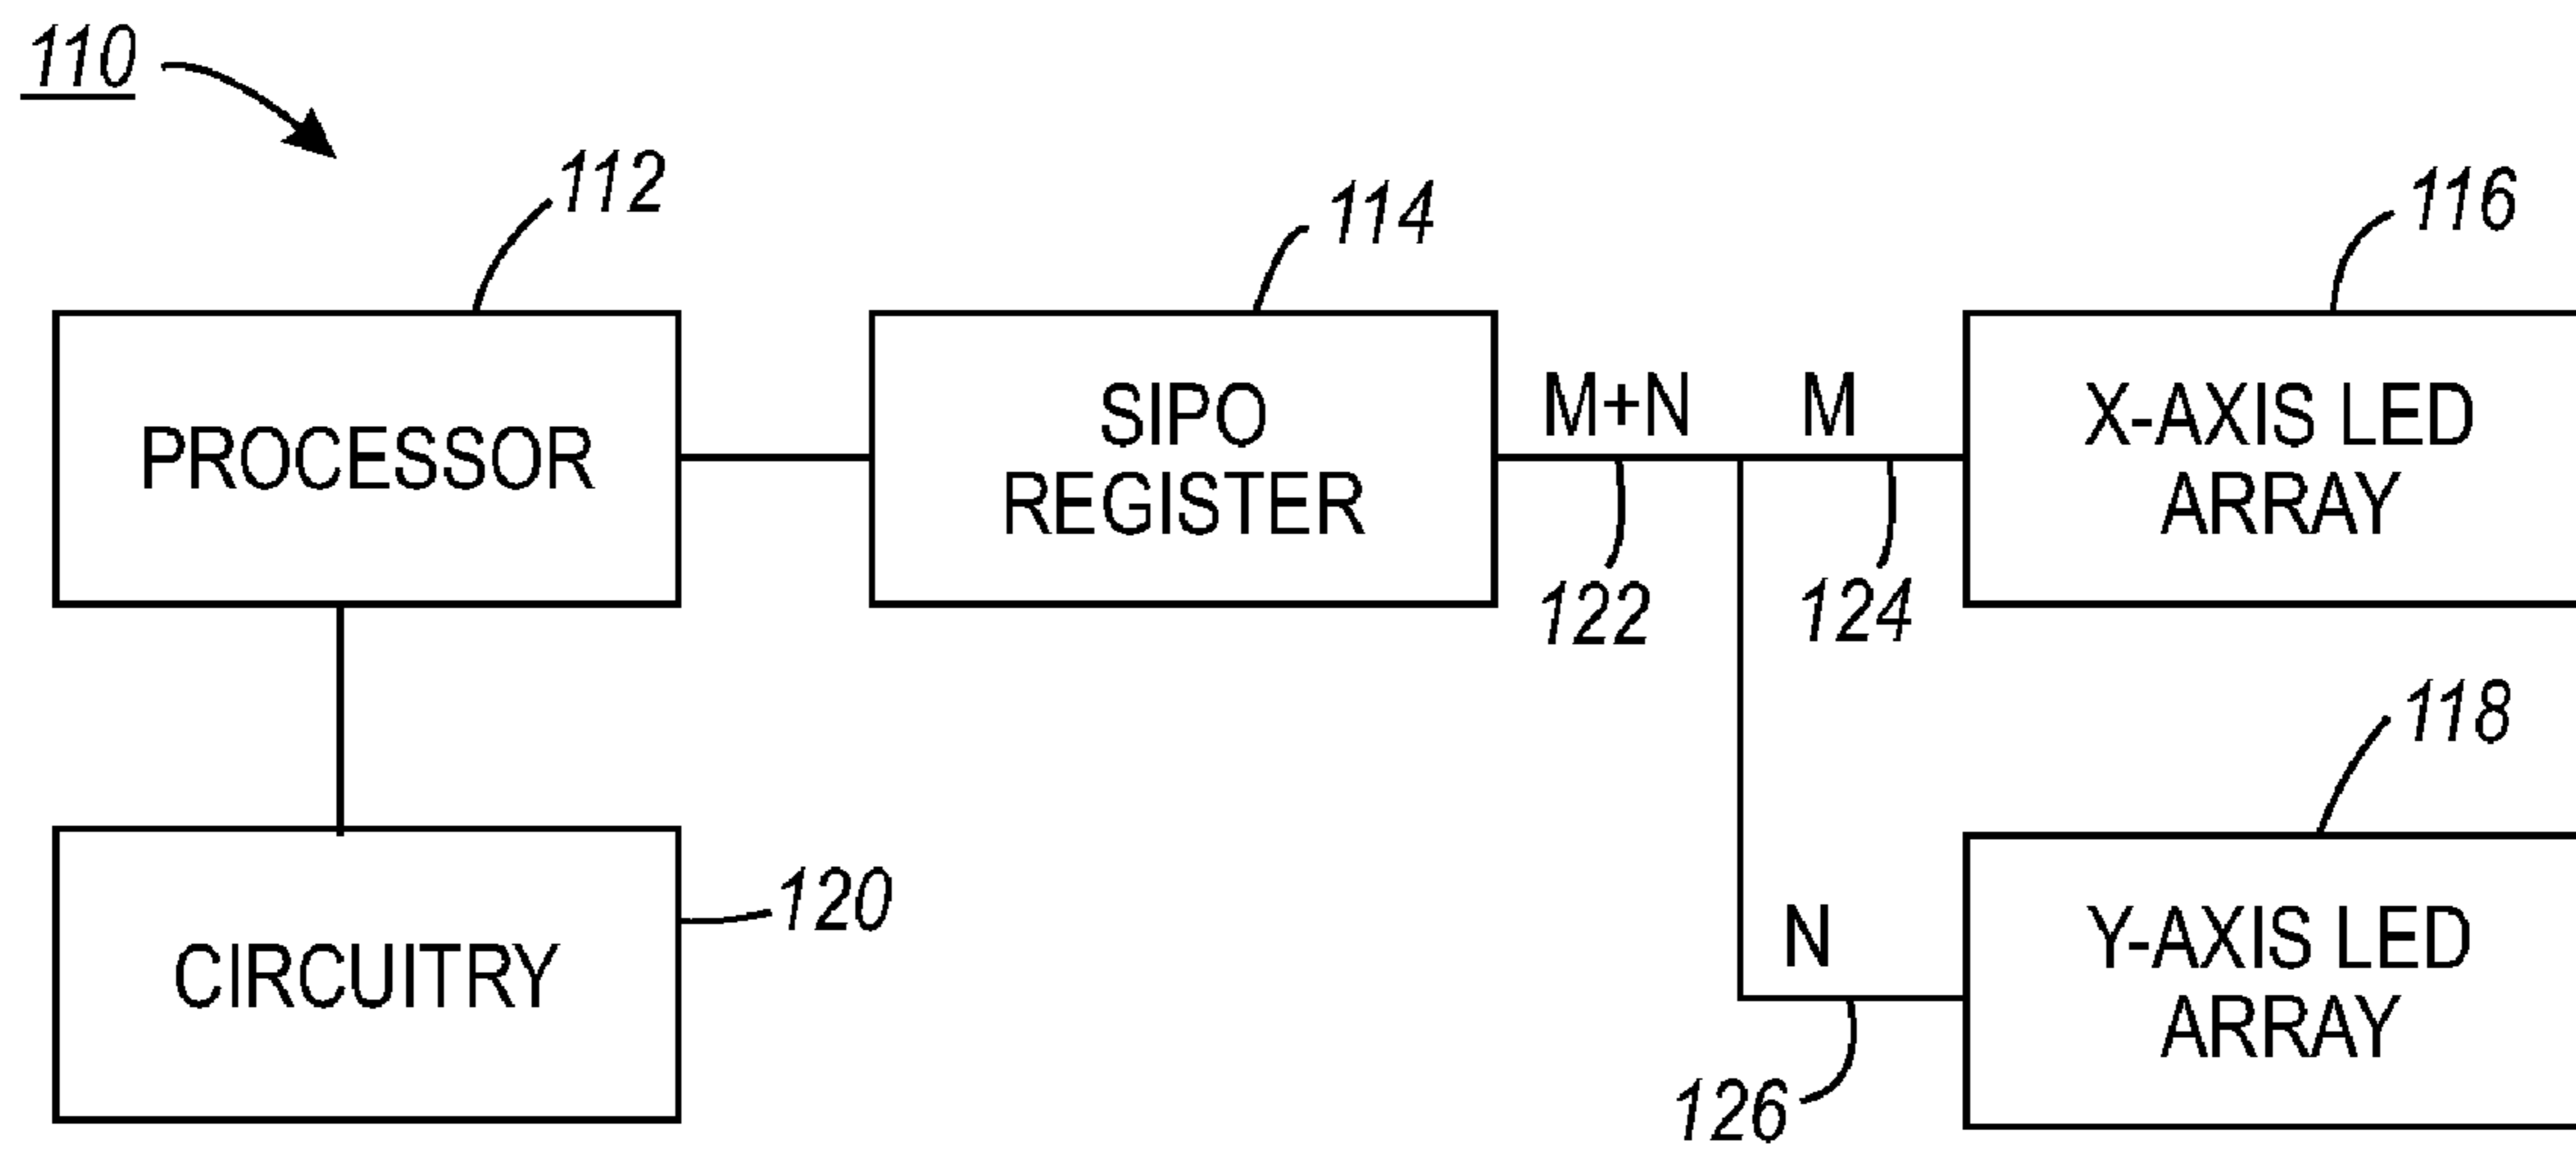 110
112
114
116
PROCESSOR
SIPO
REGISTER
M+N
M
X-AXIS LED
ARRAY
122
124
118
120
CIRCUITRY
N
Y-AXIS LED
ARRAY
126